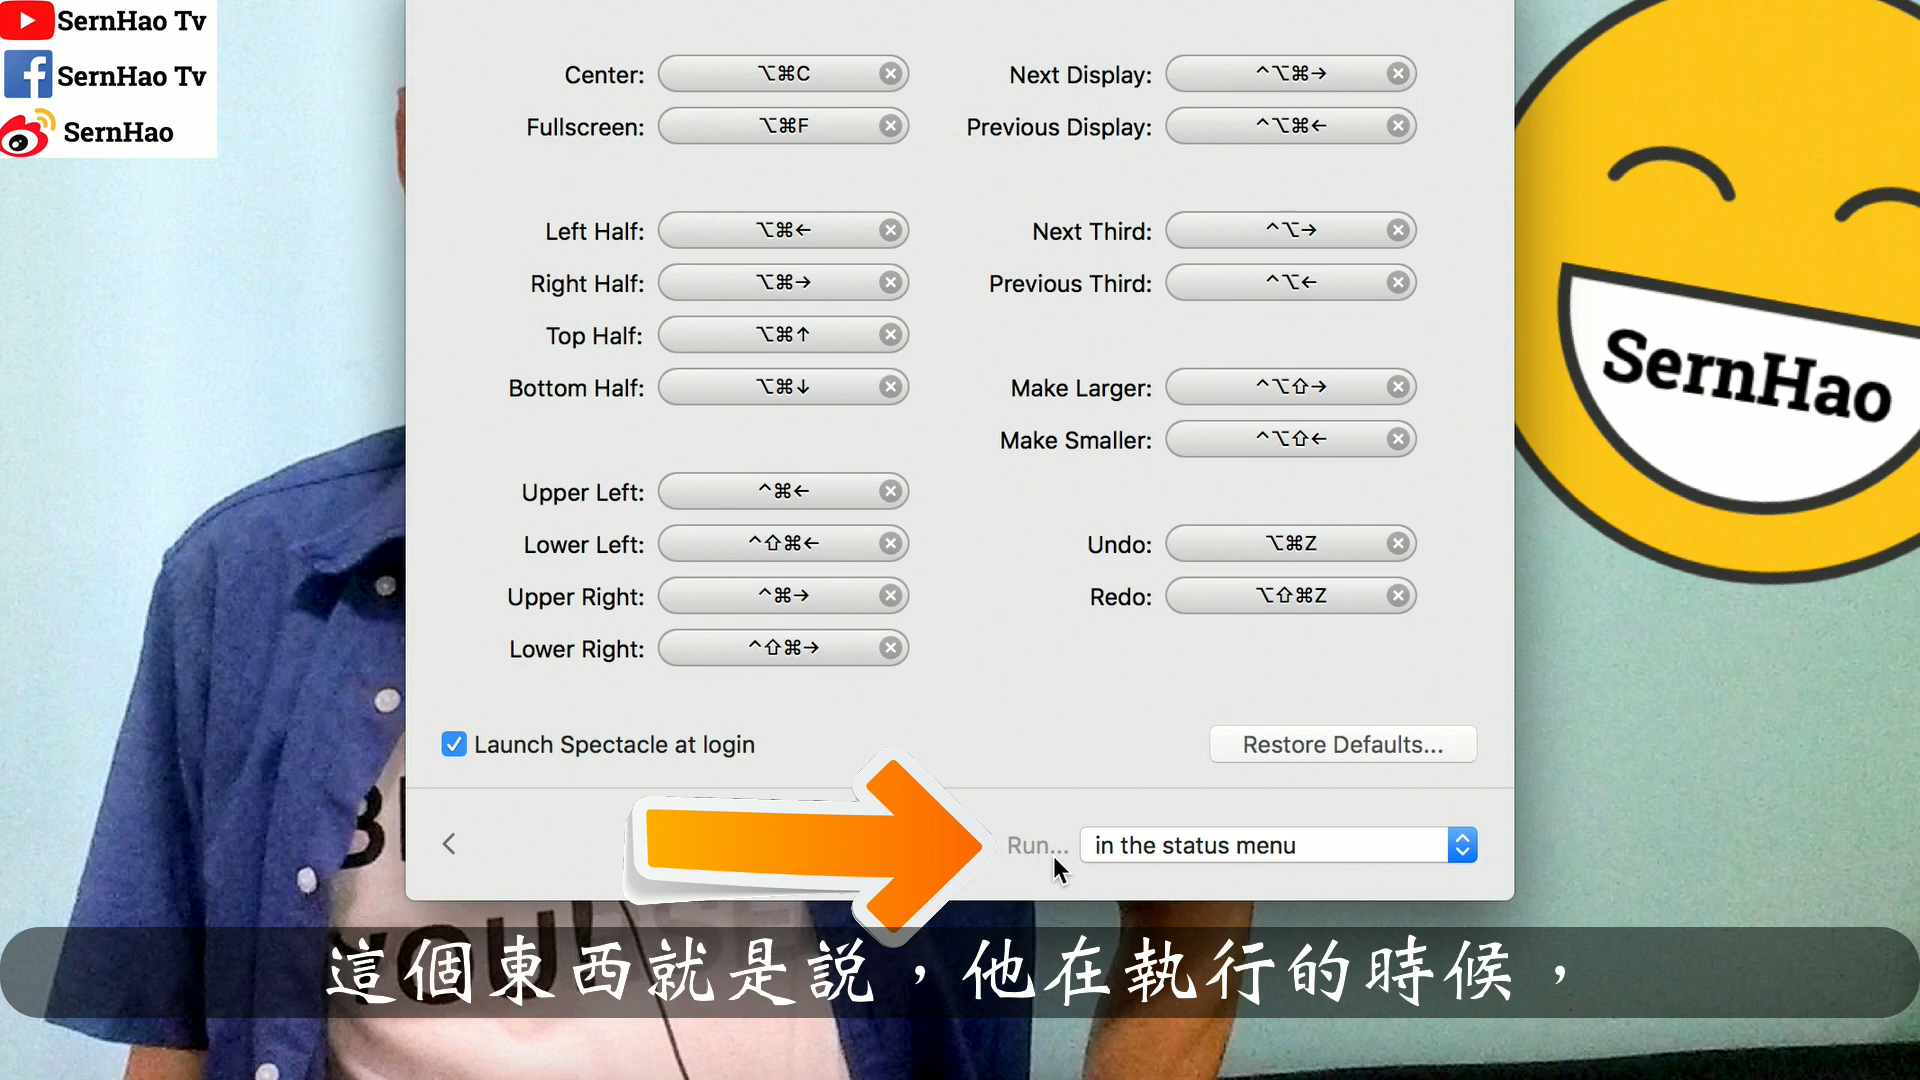 SernHao Tv
SernHao Tv
SernHao
Center: ⌥⌘C
Fullscreen: ⌥⌘F
Left Half: ⌥⌘←
Right Half: ⌥⌘→
Top Half: ⌥⌘↑
Bottom Half: ⌥⌘↓
Upper Left: ^⌘←
Lower Left: ^⇧⌘←
Upper Right: ^⌘→
Lower Right: ^⇧⌘→
Next Display: ^⌥⌘→
Previous Display: ^⌥⌘←
Next Third: ^⌥→
Previous Third: ^⌥←
Make Larger: ^⌥⇧→
Make Smaller: ^⌥⇧←
Undo: ⌥⌘Z
Redo: ⌥⇧⌘Z
Launch Spectacle at login
Restore Defaults...
Run... in the status menu
SernHao
YOU
這個東西就是説，他在執行的時候，